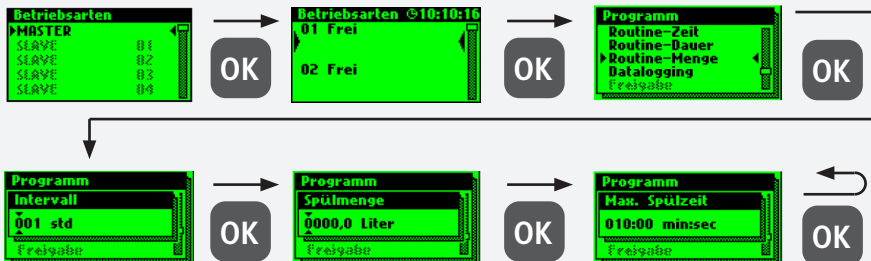 Betriebsarten
MASTER
SLAVE 01
SLAVE 02
SLAVE 03
SLAVE 04
OK
Betriebsarten 10:10:16
01 Frei
02 Frei
OK
Programm
Routine-Zeit
Routine-Dauer
Routine-Menge
Datalogging
Freigabe
OK
Programm
Intervall
001 std
Freigabe
OK
Programm
Spülmenge
0000,0 Liter
Freigabe
OK
Programm
Max. Spülzeit
010:00 min:sec
Freigabe
OK